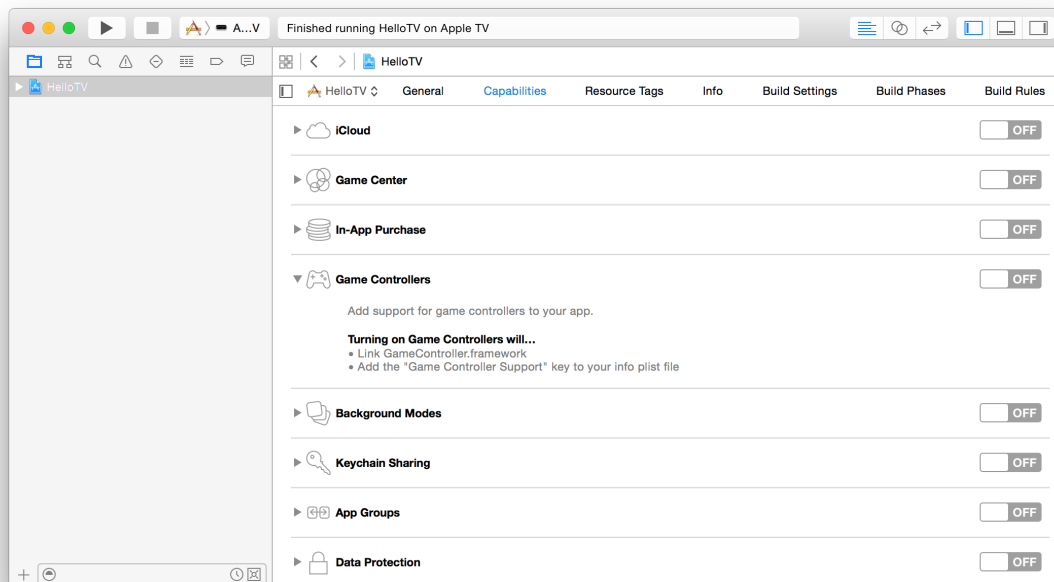 A...V
Finished running HelloTV on Apple TV
HelloTV
HelloTV
HelloTV
General
Capabilities
Resource Tags
Info
Build Settings
Build Phases
Build Rules
iCloud
OFF
Game Center
OFF
In-App Purchase
OFF
Game Controllers
OFF
Add support for game controllers to your app.
Turning on Game Controllers will...
• Link GameController.framework
• Add the "Game Controller Support" key to your info plist file
Background Modes
OFF
Keychain Sharing
OFF
App Groups
OFF
Data Protection
OFF